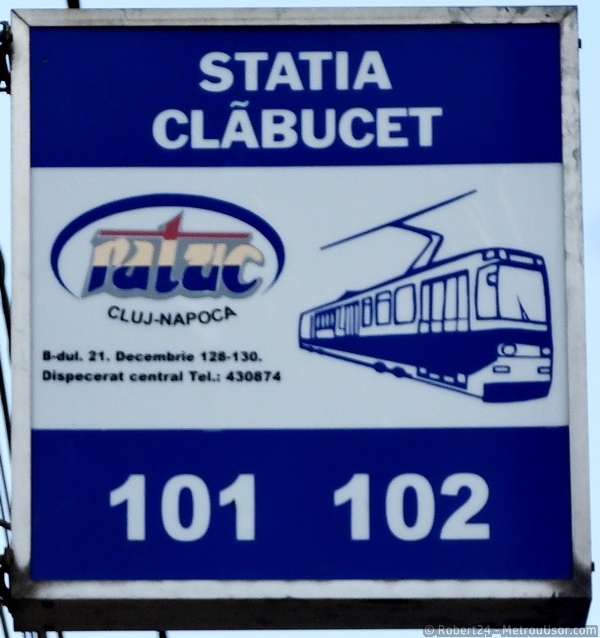 STATIA
CLÃBUCET
ratuc
CLUJ-NAPOCA
B-dul. 21. Decembrie 128-130.
Dispecerat central Tel.: 430874
101 102
© Robert24 - MetrouUsor.com